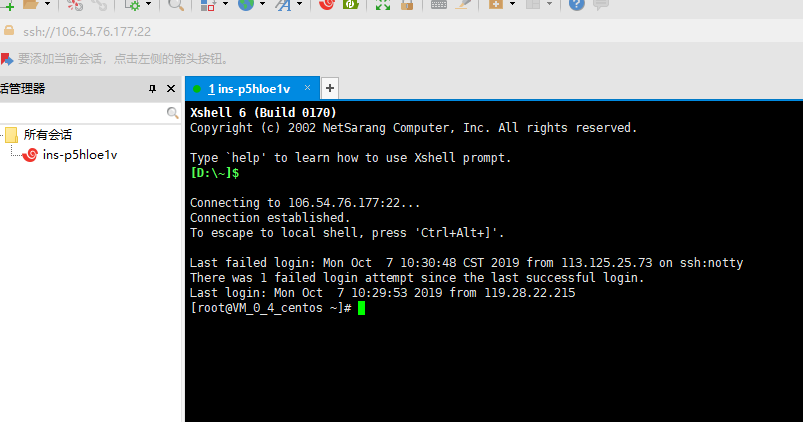 ssh://106.54.76.177:22
要添加当前会话，点击左侧的箭头按钮。
话管理器
1 ins-p5hloe1v
所有会话
ins-p5hloe1v
Xshell 6 (Build 0170)
Copyright (c) 2002 NetSarang Computer, Inc. All rights reserved.
Type `help' to learn how to use Xshell prompt.
[D:\~]$
Connecting to 106.54.76.177:22...
Connection established.
To escape to local shell, press 'Ctrl+Alt+]'.
Last failed login: Mon Oct  7 10:30:48 CST 2019 from 113.125.25.73 on ssh:notty
There was 1 failed login attempt since the last successful login.
Last login: Mon Oct  7 10:29:53 2019 from 119.28.22.215
[root@VM_0_4_centos ~]#